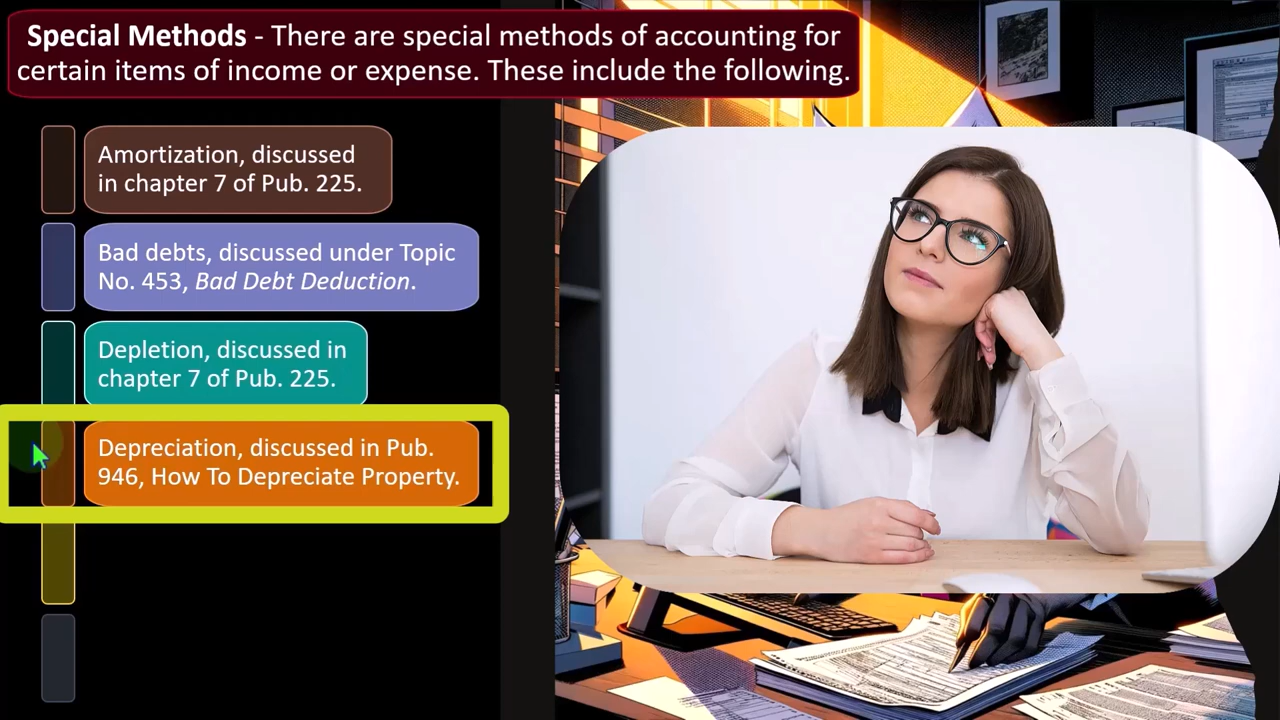 Special Methods - There are special methods of accounting for
certain items of income or expense. These include the following.
Amortization, discussed
in chapter 7 of Pub. 225.
Bad debts, discussed under Topic
No. 453, Bad Debt Deduction.
Depletion, discussed in
chapter 7 of Pub. 225.
Depreciation, discussed in Pub.
946, How To Depreciate Property.